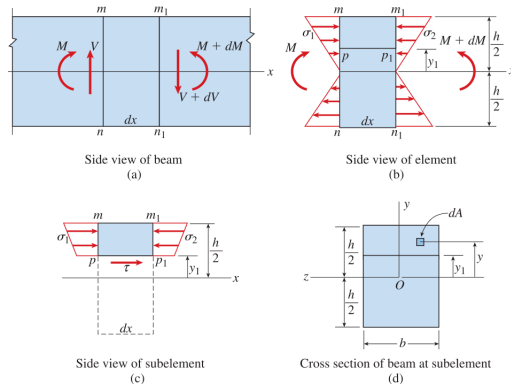 m m₁
M V M + dM
x
V + dV
dx
n n₁
Side view of beam
(a)
m m₁
σ₁ σ₂ M + dM h/2
M
p p₁ y₁
x
h/2
dx
n n₁
Side view of element
(b)
m m₁
σ₁ σ₂ h/2
p p₁ y₁
τ x
dx
Side view of subelement
(c)
y
dA
h/2 y₁ y
z O
h/2
b
Cross section of beam at subelement
(d)